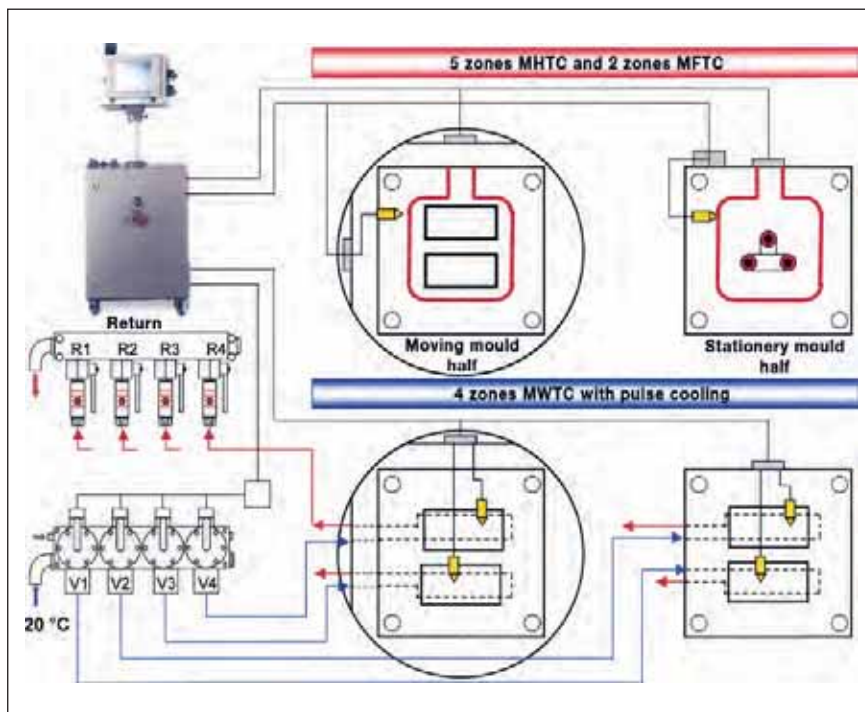 5 zones MHTC and 2 zones MFTC
Return
R1 R2 R3 R4
Moving mould
half
Stationery mould
half
4 zones MWTC with pulse cooling
V1 V2 V3 V4
20 °C